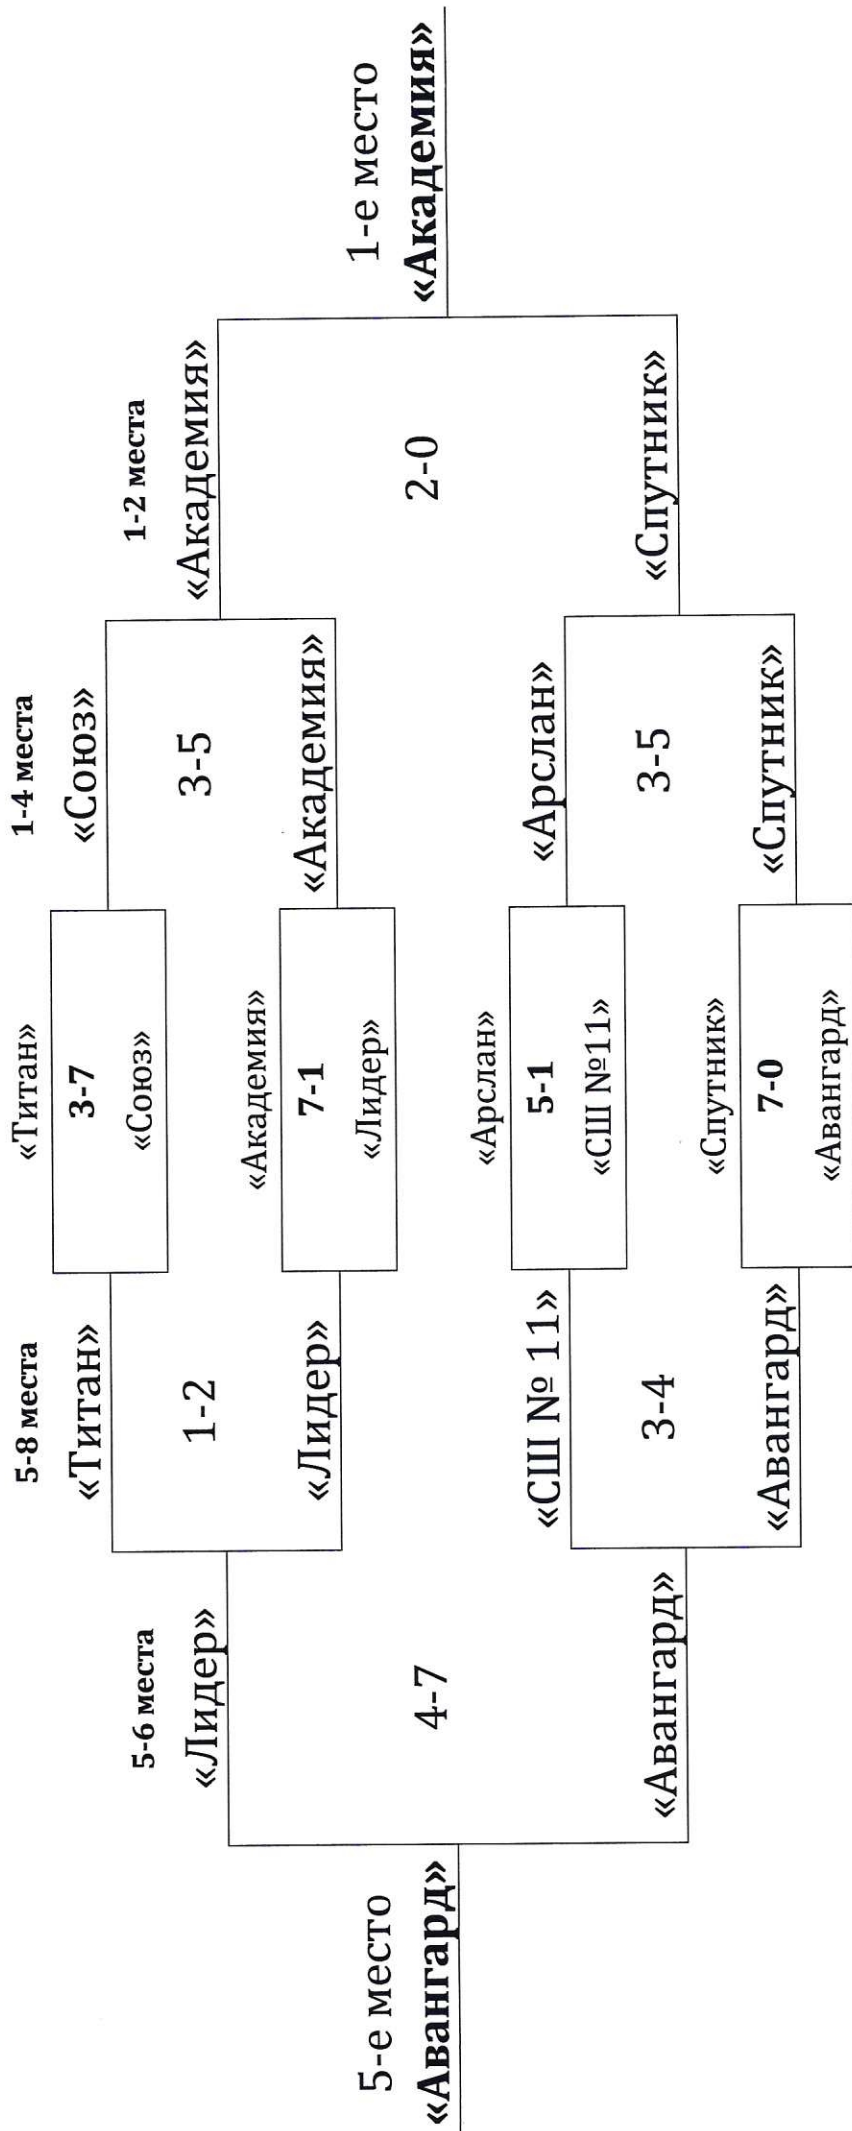 5-8 места
1-4 места
5-6 места
1-2 места
«Титан»
«Титан»
3-7
«Союз»
«Союз»
1-2
3-5
«Лидер»
«Академия»
«Лидер»
«Академия»
7-1
«Лидер»
«Академия»
5-е место
«Авангард»
4-7
2-0
1-е место
«Академия»
«СШ № 11»
«Арслан»
5-1
«СШ №11»
«Арслан»
3-4
3-5
«Авангард»
«Спутник»
«Авангард»
«Спутник»
7-0
«Авангард»
«Спутник»